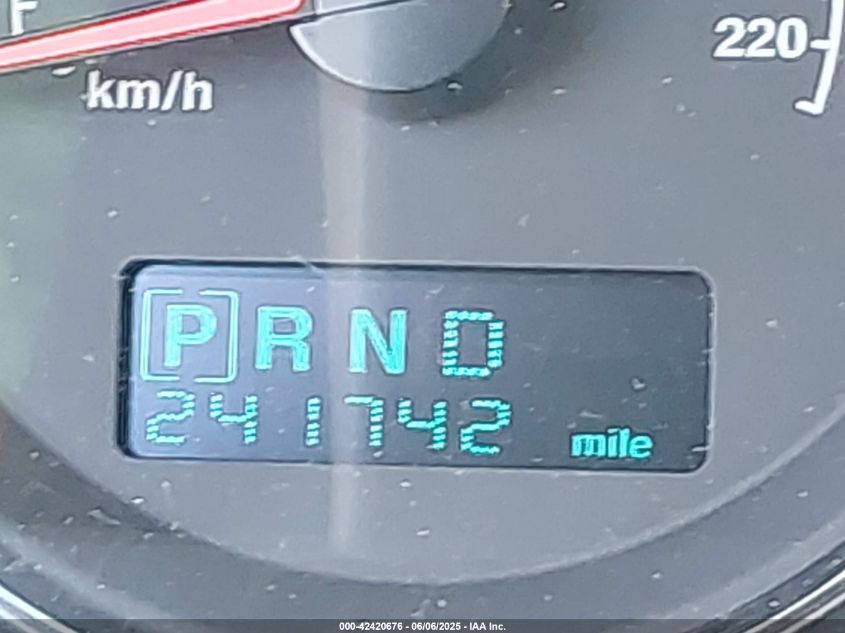 F
km/h
220
P R N D
241742 mile
000-42420676 - 06/06/2025 - IAA Inc.